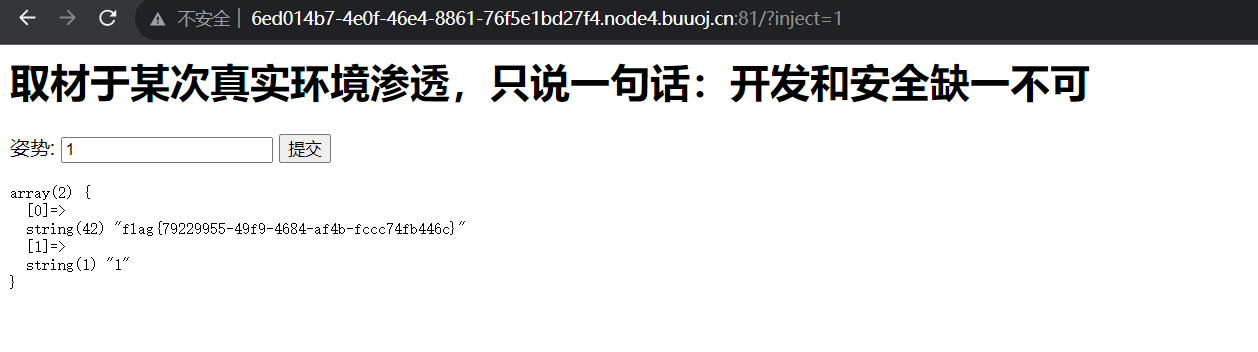 不安全 | 6ed014b7-4e0f-46e4-8861-76f5e1bd27f4.node4.buuoj.cn:81/?inject=1
取材于某次真实环境渗透，只说一句话：开发和安全缺一不可
姿势: 1 提交
array(2) {
[0]=>
string(42) "flag{79229955-49f9-4684-af4b-fccc74fb446c}"
[1]=>
string(1) "1"
}